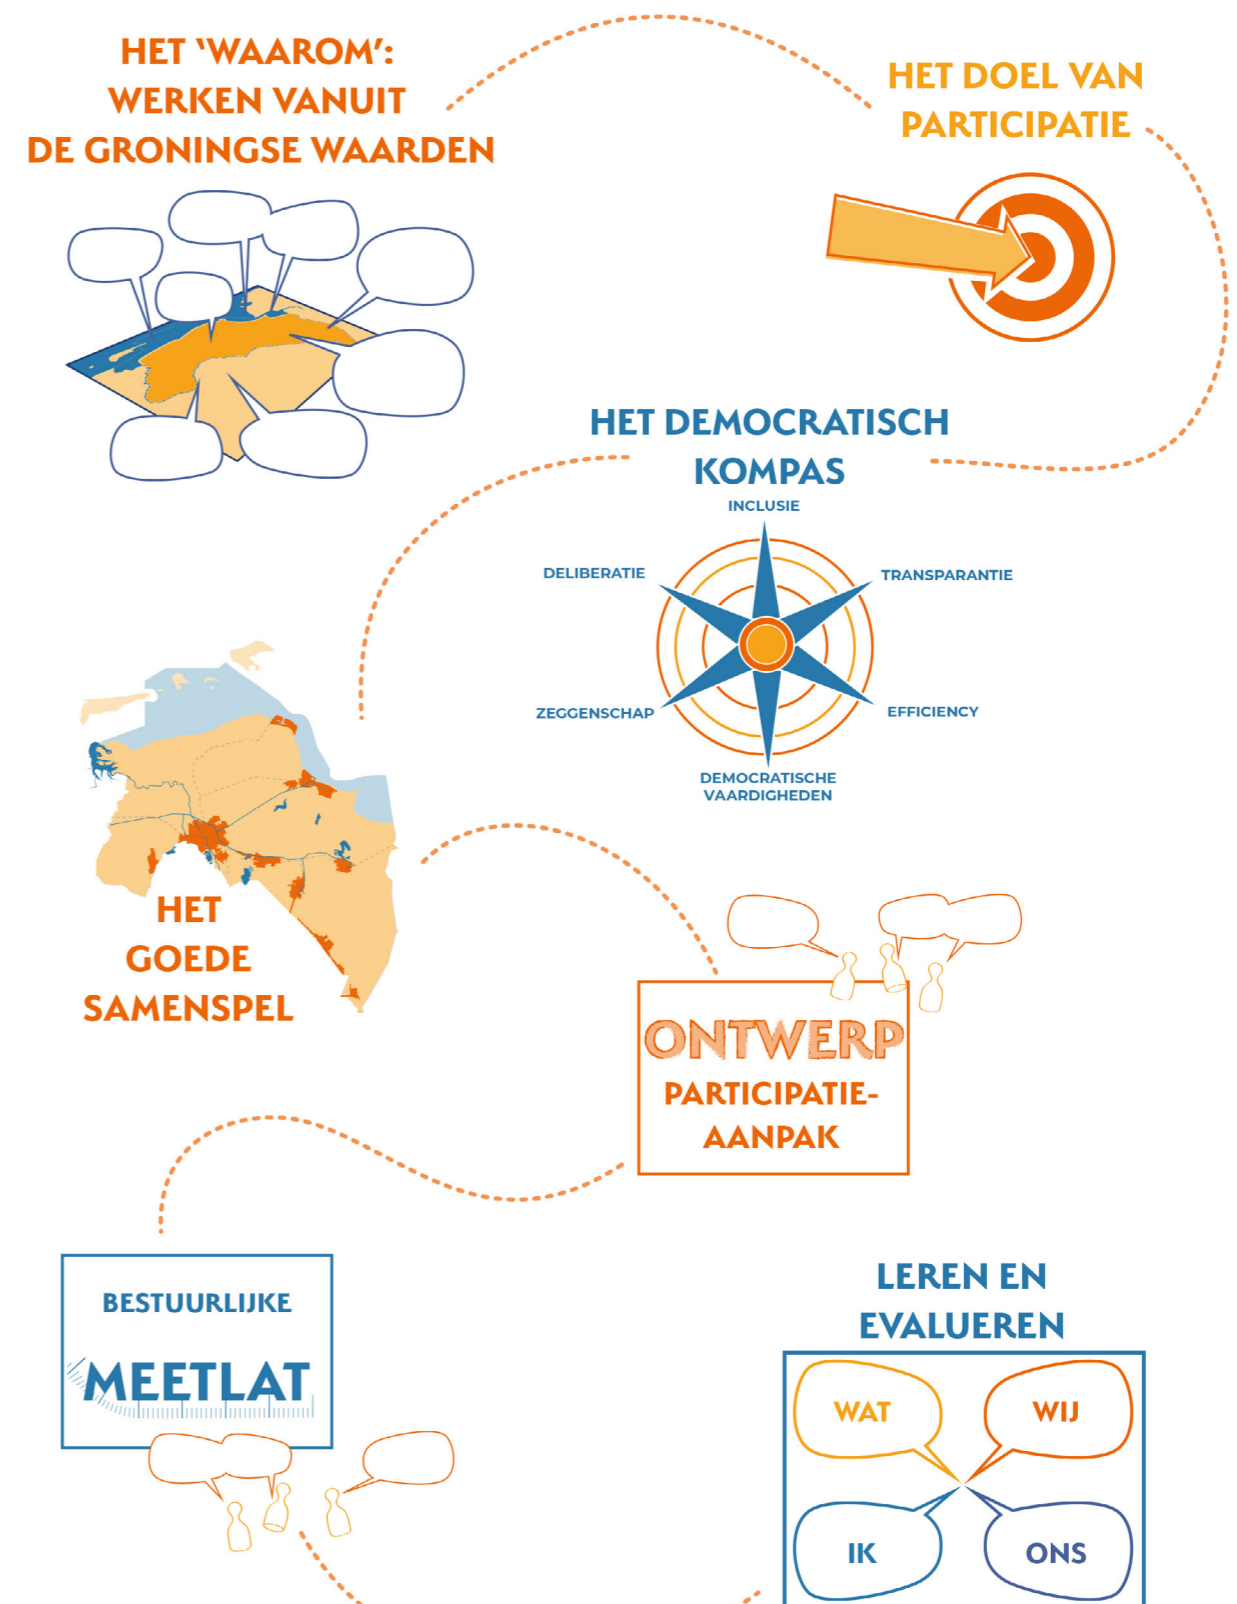 HET ‘WAAROM’:
WERKEN VANUIT
DE GRONINGSE WAARDEN
HET DOEL VAN
PARTICIPATIE
HET DEMOCRATISCH
KOMPAS
INCLUSIE
DELIBERATIE
TRANSPARANTIE
ZEGGENSCHAP
EFFICIENCY
DEMOCRATISCHE
VAARDIGHEDEN
HET
GOEDE
SAMENSPEL
ONTWERP
PARTICIPATIE-
AANPAK
BESTUURLIJKE
MEETLAT
LEREN EN
EVALUEREN
WAT
WIJ
IK
ONS